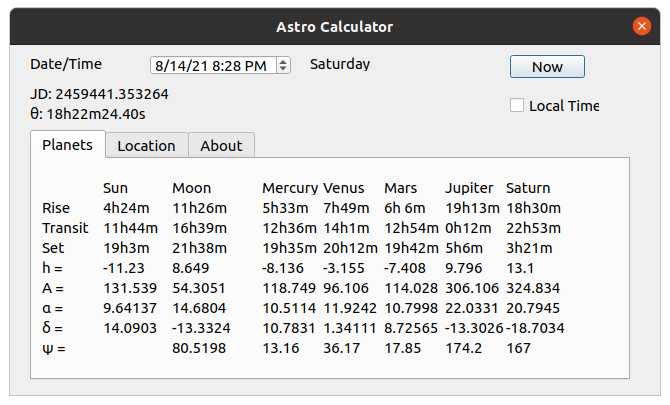 Astro Calculator
Date/Time 8/14/21 8:28 PM Saturday Now
JD: 2459441.353264
θ: 18h22m24.40s
Local Time
Planets Location About
Sun Moon Mercury Venus Mars Jupiter Saturn
Rise 4h24m 11h26m 5h33m 7h49m 6h 6m 19h13m 18h30m
Transit 11h44m 16h39m 12h36m 14h1m 12h54m 0h12m 22h53m
Set 19h3m 21h38m 19h35m 20h12m 19h42m 5h6m 3h21m
h = -11.23 8.649 -8.136 -3.155 -7.408 9.796 13.1
A = 131.539 54.3051 118.749 96.106 114.028 306.106 324.834
α = 9.64137 14.6804 10.5114 11.9242 10.7998 22.0331 20.7945
δ = 14.0903 -13.3324 10.7831 1.34111 8.72565 -13.3026 -18.7034
ψ = 80.5198 13.16 36.17 17.85 174.2 167